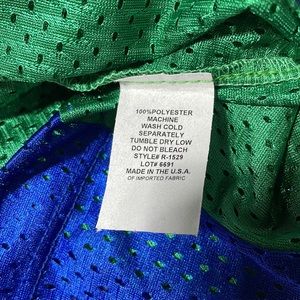 100%POLYESTER
MACHINE
WASH COLD
SEPARATELY
TUMBLE DRY LOW
DO NOT BLEACH
STYLE# R-1529
LOT# 6691
MADE IN THE U.S.A.
OF IMPORTED FABRIC